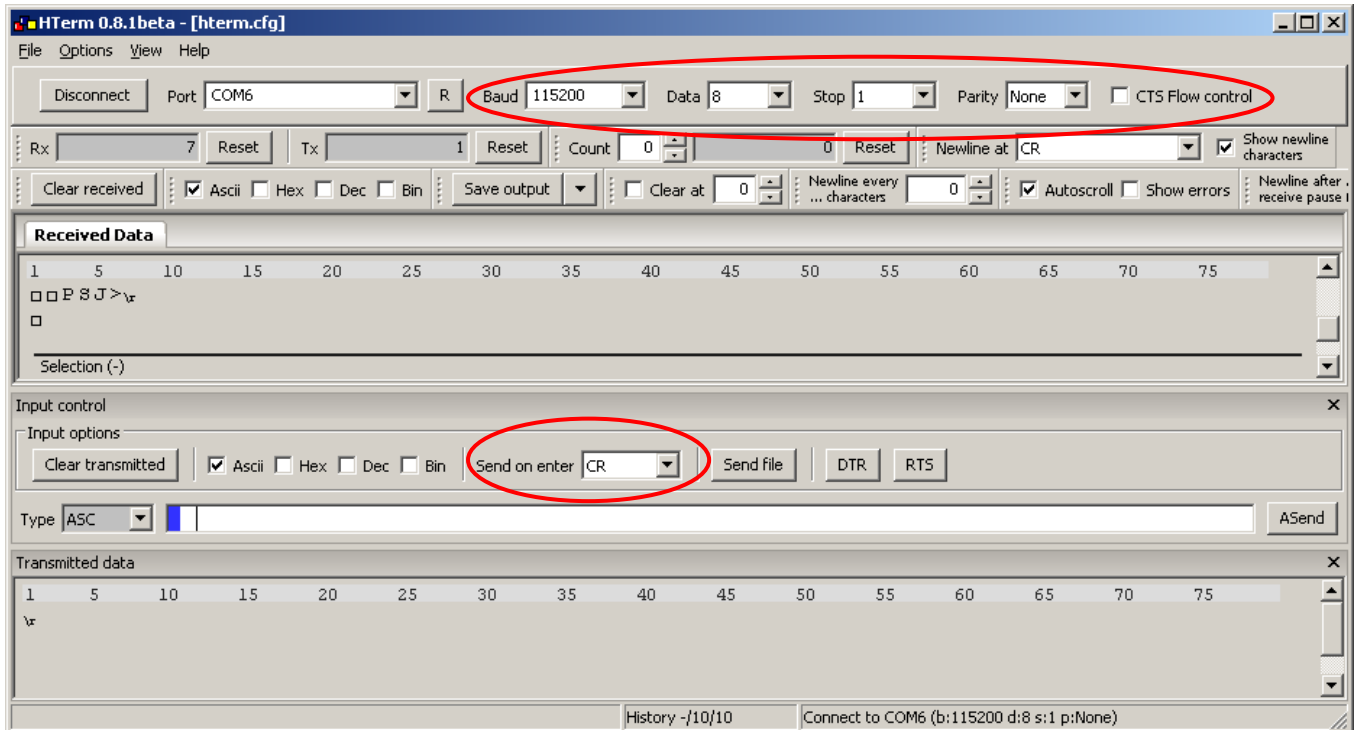 HTerm 0.8.1beta - [hterm.cfg]
File Options View Help
Disconnect Port COM6 R Baud 115200 Data 8 Stop 1 Parity None CTS Flow control
Rx 7 Reset Tx 1 Reset Count 0 0 Reset Newline at CR Show newline characters
Clear received Ascii Hex Dec Bin Save output Clear at 0 Newline every ... characters 0 Autoscroll Show errors Newline after . receive pause
Received Data
1 5 10 15 20 25 30 35 40 45 50 55 60 65 70 75
□□PSJ>\r
□
Selection (-)
Input control
Input options
Clear transmitted Ascii Hex Dec Bin Send on enter CR Send file DTR RTS
Type ASC ASend
Transmitted data
1 5 10 15 20 25 30 35 40 45 50 55 60 65 70 75
\r
History -/10/10 Connect to COM6 (b:115200 d:8 s:1 p:None)